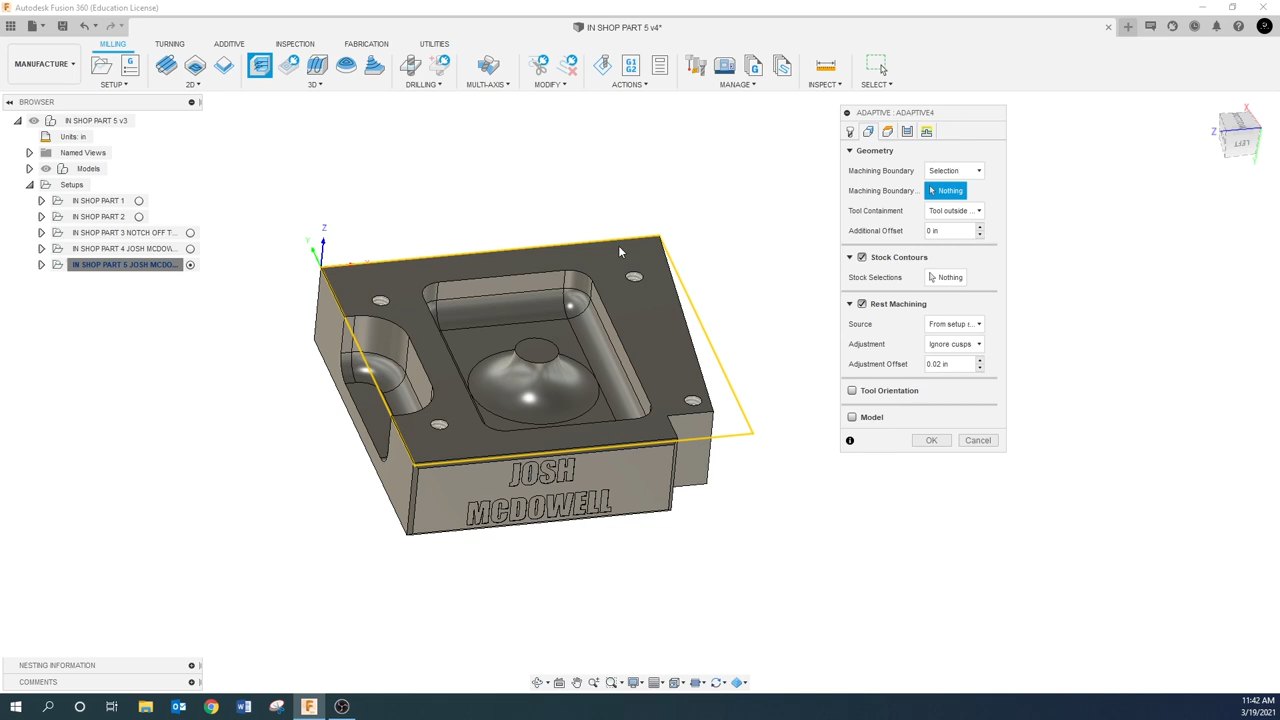 Autodesk Fusion 360 (Education License)
IN SHOP PART 5 v4*
MANUFACTURE
MILLING TURNING ADDITIVE INSPECTION FABRICATION UTILITIES
G
G1
G2
SETUP 2D 3D DRILLING MULTI-AXIS MODIFY ACTIONS MANAGE INSPECT SELECT
BROWSER
IN SHOP PART 5 v3
Units: in
Named Views
Models
Setups
IN SHOP PART 1
IN SHOP PART 2
IN SHOP PART 3 NOTCH OFF T...
IN SHOP PART 4 JOSH MCDOW...
IN SHOP PART 5 JOSH MCDO...
Z
Y
X
JOSH
MCDOWELL
X
Z
LEFT
ADAPTIVE : ADAPTIVE4
Geometry
Machining Boundary Selection
Machining Boundary... Nothing
Tool Containment Tool outside ...
Additional Offset 0 in
Stock Contours
Stock Selections Nothing
Rest Machining
Source From setup r...
Adjustment Ignore cusps
Adjustment Offset 0.02 in
Tool Orientation
Model
OK Cancel
NESTING INFORMATION
COMMENTS
11:42 AM
3/19/2021